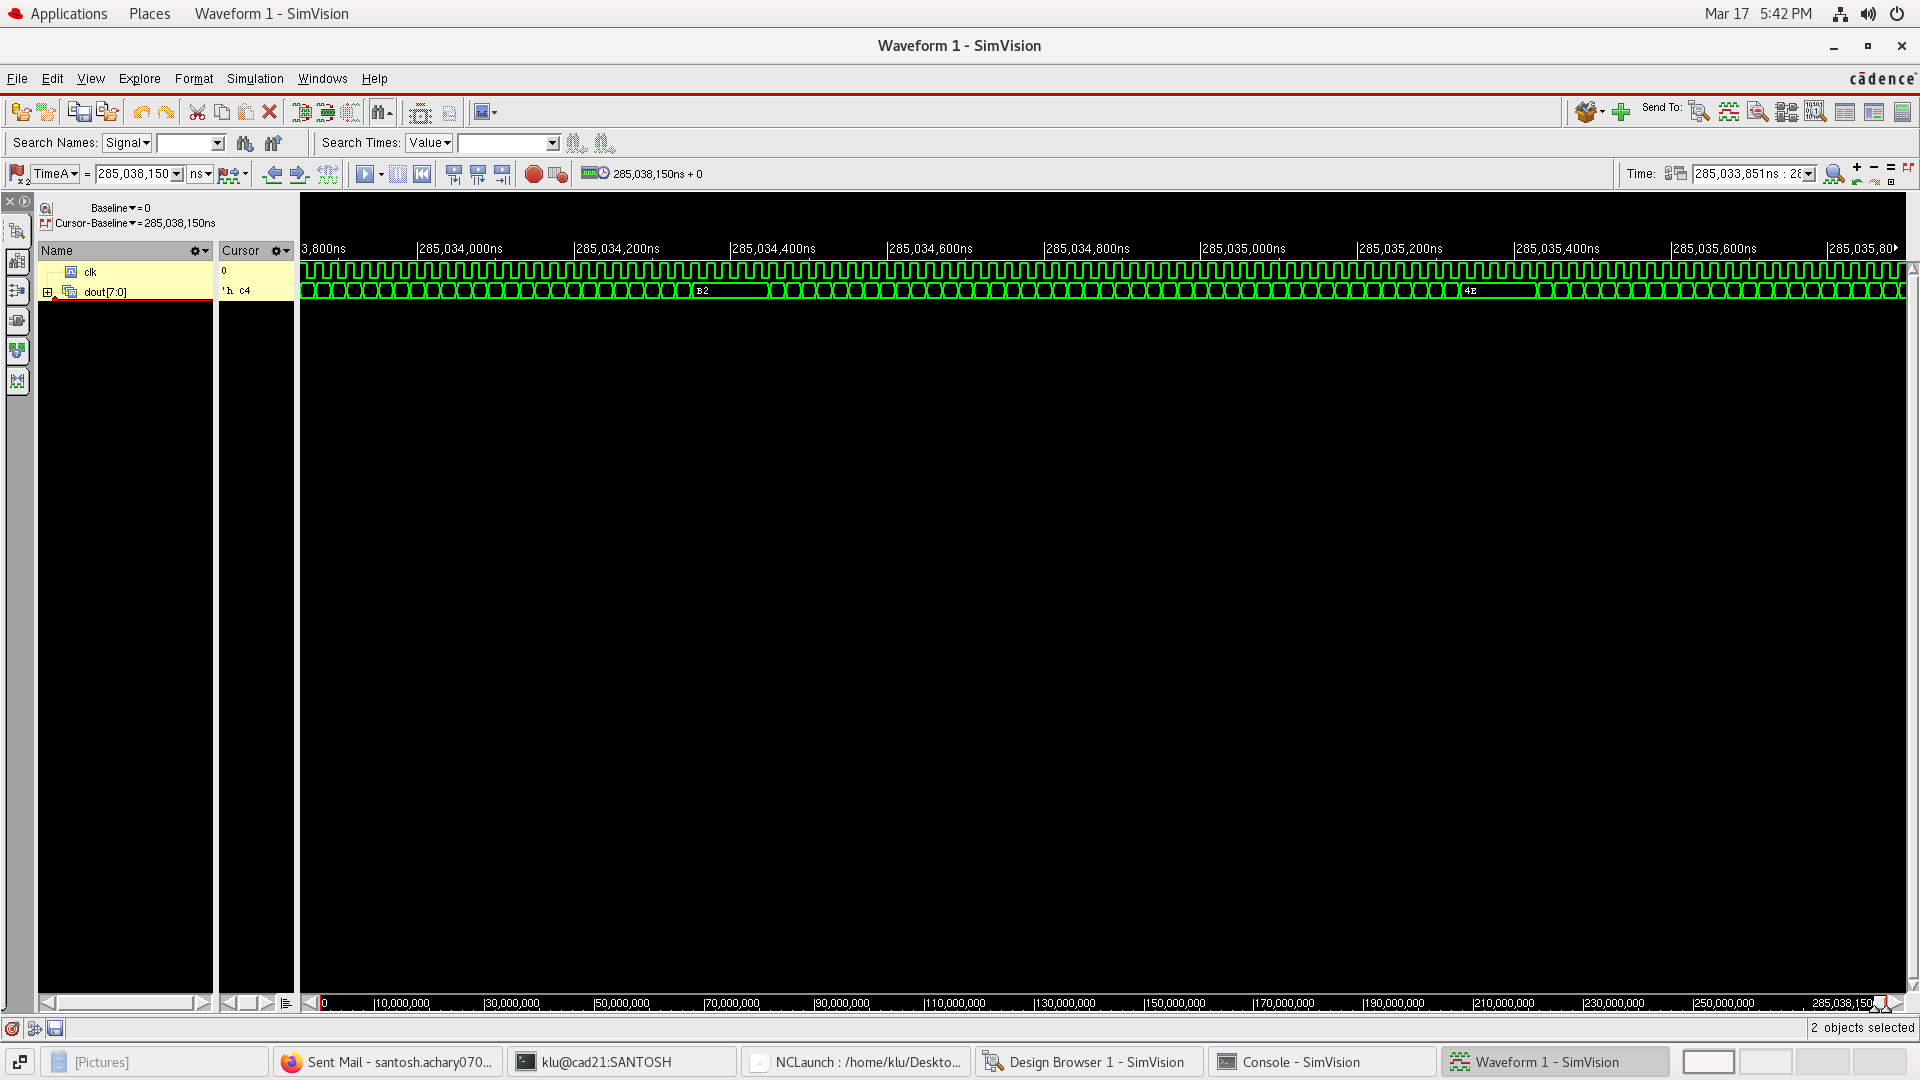 Applications Places Waveform 1 - SimVision Mar 17 5:42 PM
Waveform 1 - SimVision
File Edit View Explore Format Simulation Windows Help cādence
Search Names: Signal Search Times: Value Send To:
TimeA = 285,038,150 ns 285,038,150ns + 0 Time: 285,033,851ns : 28
Baseline = 0
Cursor-Baseline = 285,038,150ns
Name Cursor 3,800ns 285,034,000ns 285,034,200ns 285,034,400ns 285,034,600ns 285,034,800ns 285,035,000ns 285,035,200ns 285,035,400ns 285,035,600ns 285,035,80
clk 0
dout[7:0] 'h C4 B2 4E
0 10,000,000 30,000,000 50,000,000 70,000,000 90,000,000 110,000,000 130,000,000 150,000,000 170,000,000 190,000,000 210,000,000 230,000,000 250,000,000 285,038,150
2 objects selected
[Pictures] Sent Mail - santosh.achary070... klu@cad21:SANTOSH NCLaunch : /home/klu/Deskto... Design Browser 1 - SimVision Console - SimVision Waveform 1 - SimVision